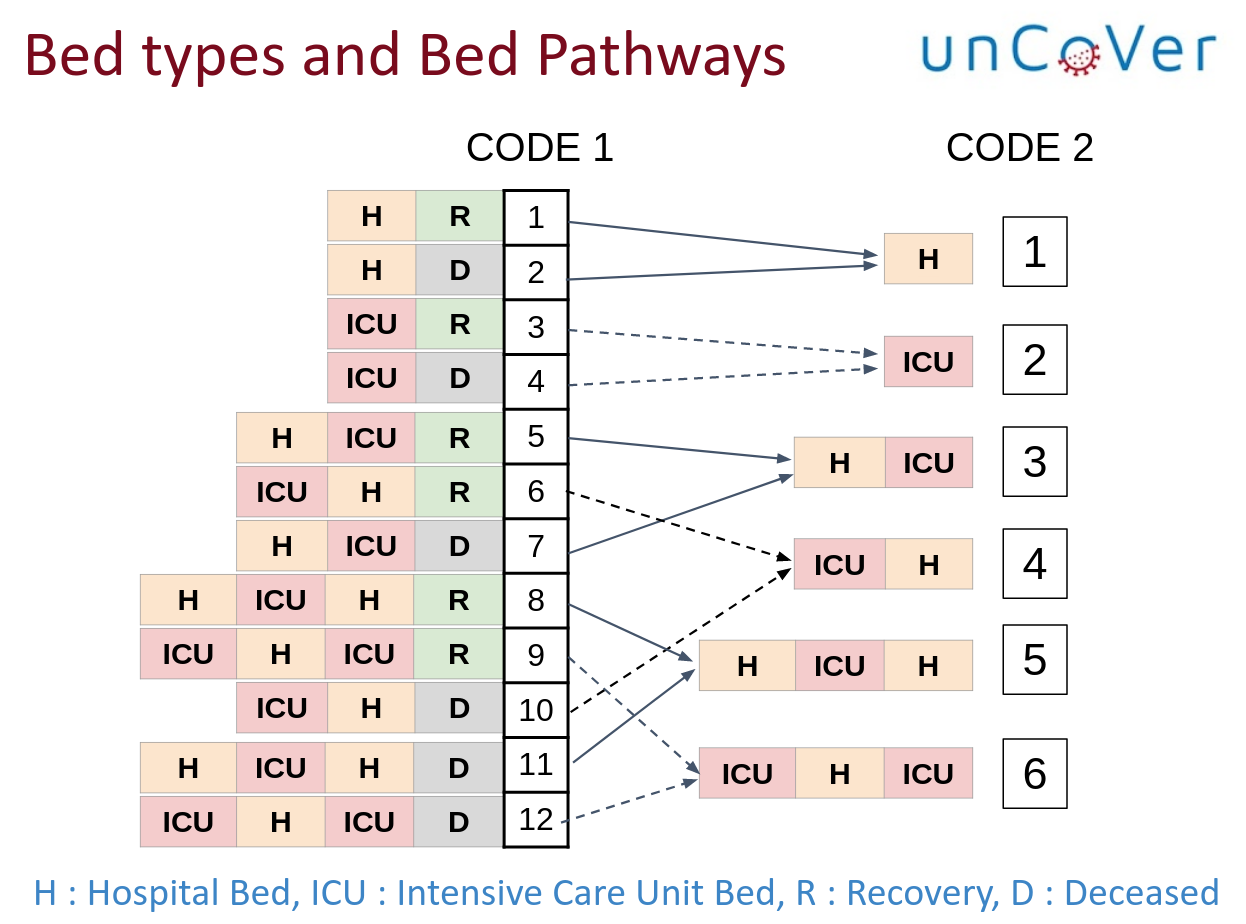 Bed types and Bed Pathways
unCoVer
CODE 1
CODE 2
H R 1
H D 2
ICU R 3
ICU D 4
H ICU R 5
ICU H R 6
H ICU D 7
H ICU H R 8
ICU H ICU R 9
ICU H D 10
H ICU H D 11
ICU H ICU D 12
H 1
ICU 2
H ICU 3
ICU H 4
H ICU H 5
ICU H ICU 6
H : Hospital Bed, ICU : Intensive Care Unit Bed, R : Recovery, D : Deceased